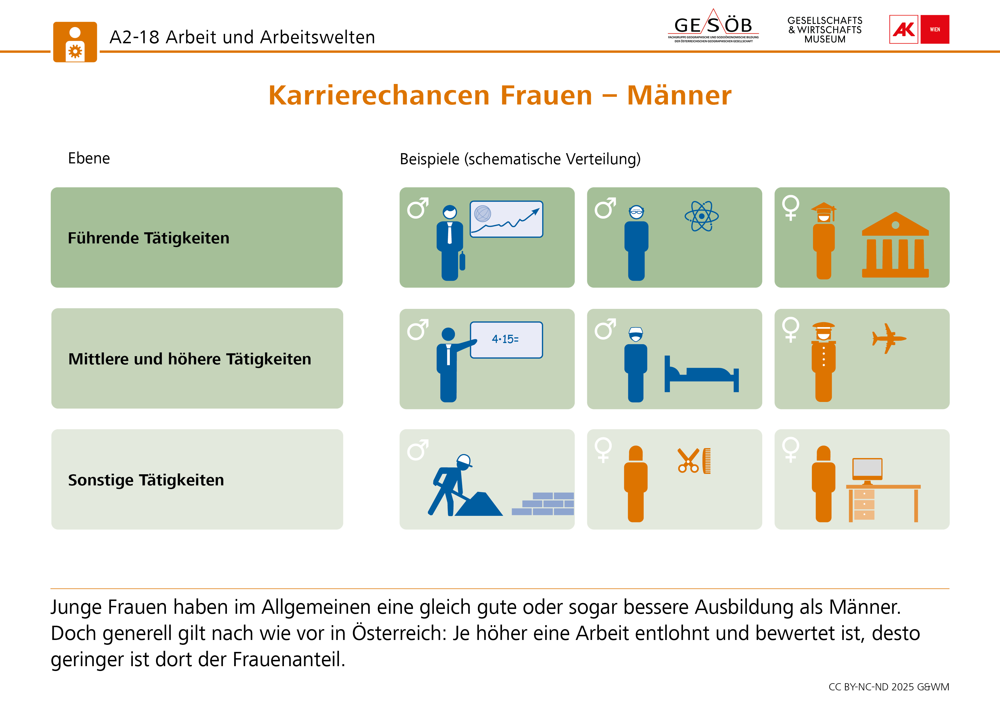 A2-18 Arbeit und Arbeitswelten
GESÖB
FACHGRUPPE GEOGRAPHISCHE UND SOZIOÖKONOMISCHE BILDUNG
DER ÖSTERREICHISCHEN GEOGRAPHISCHEN GESELLSCHAFT
GESELLSCHAFTS
& WIRTSCHAFTS
MUSEUM
AK WIEN
Karrierechancen Frauen – Männer
Ebene
Beispiele (schematische Verteilung)
Führende Tätigkeiten
Mittlere und höhere Tätigkeiten
4·15=
Sonstige Tätigkeiten
Junge Frauen haben im Allgemeinen eine gleich gute oder sogar bessere Ausbildung als Männer.
Doch generell gilt nach wie vor in Österreich: Je höher eine Arbeit entlohnt und bewertet ist, desto
geringer ist dort der Frauenanteil.
CC BY-NC-ND 2025 G&WM